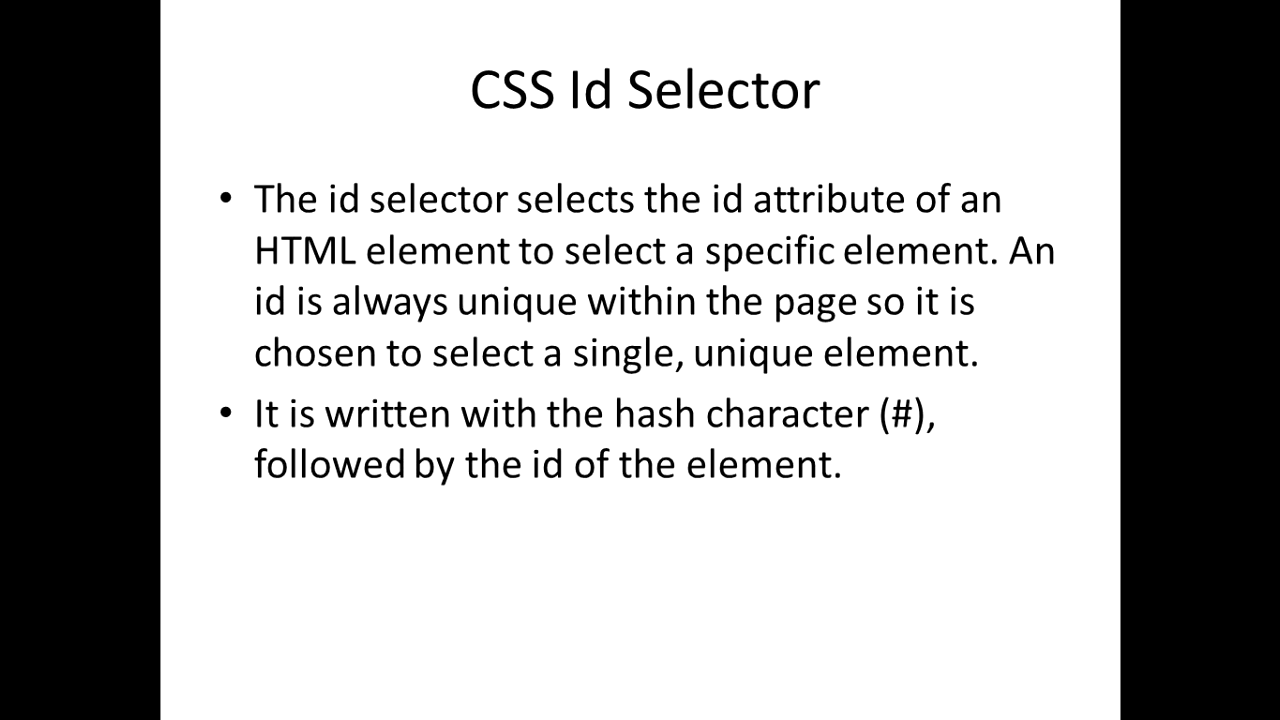 CSS Id Selector
• The id selector selects the id attribute of an
HTML element to select a specific element. An
id is always unique within the page so it is
chosen to select a single, unique element.
• It is written with the hash character (#),
followed by the id of the element.